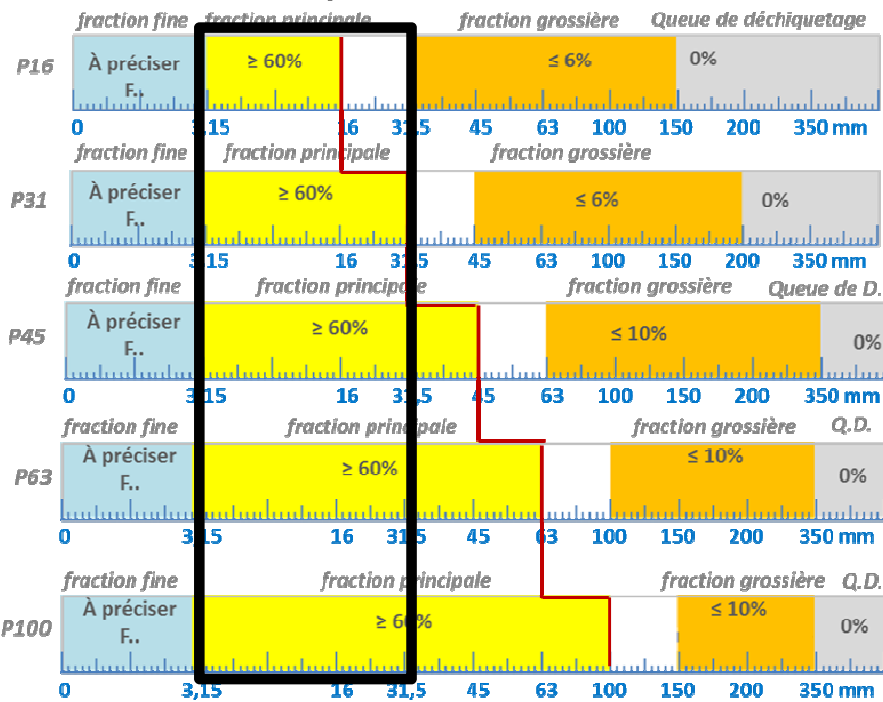 fraction fine fraction principale fraction grossière Queue de déchiquetage
P16 À préciser F.. ≥ 60% ≤ 6% 0%
0 3,15 16 31,5 45 63 100 150 200 350 mm
fraction fine fraction principale fraction grossière
P31 À préciser F.. ≥ 60% ≤ 6% 0%
0 3,15 16 31,5 45 63 100 150 200 350 mm
fraction fine fraction principale fraction grossière Queue de D.
P45 À préciser F.. ≥ 60% ≤ 10% 0%
0 3,15 16 31,5 45 63 100 150 200 350 mm
fraction fine fraction principale fraction grossière Q.D.
P63 À préciser F.. ≥ 60% ≤ 10% 0%
0 3,15 16 31,5 45 63 100 150 200 350 mm
fraction fine fraction principale fraction grossière Q.D.
P100 À préciser F.. ≥ 60% ≤ 10% 0%
0 3,15 16 31,5 45 63 100 150 200 350 mm